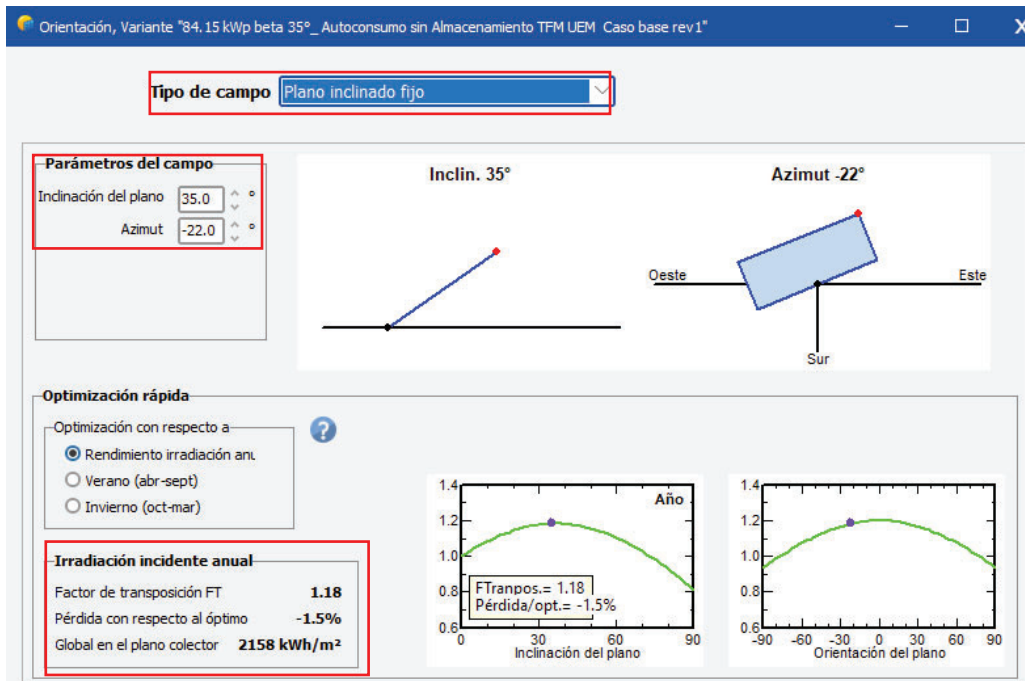 Orientación, Variante "84.15 kWp beta 35°_ Autoconsumo sin Almacenamiento TFM UEM Caso base rev1"
Tipo de campo Plano inclinado fijo
Parámetros del campo
Inclinación del plano 35.0 °
Azimut -22.0 °
Inclin. 35°
Azimut -22°
Oeste
Este
Sur
Optimización rápida
Optimización con respecto a
Rendimiento irradiación anu
Verano (abr-sept)
Invierno (oct-mar)
?
Irradiación incidente anual
Factor de transposición FT 1.18
Pérdida con respecto al óptimo -1.5%
Global en el plano colector 2158 kWh/m²
1.4
1.2
1.0
0.8
0.6
Año
FTranpos.= 1.18
Pérdida/opt.= -1.5%
0 30 60 90
Inclinación del plano
1.4
1.2
1.0
0.8
0.6
-90 -60 -30 0 30 60 90
Orientación del plano